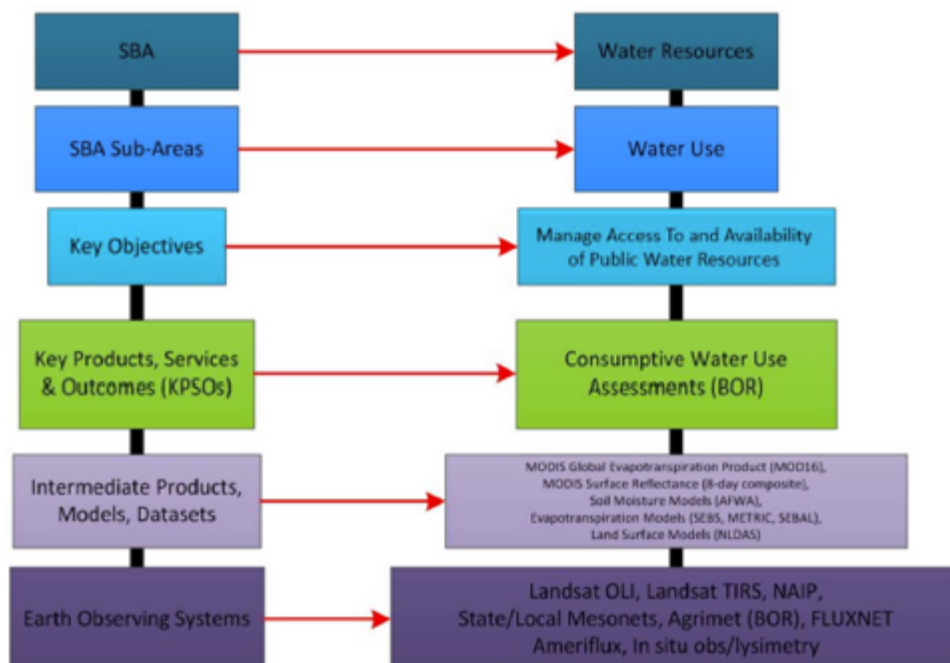 SBA
Water Resources
SBA Sub-Areas
Water Use
Key Objectives
Manage Access To and Availability
of Public Water Resources
Key Products, Services
& Outcomes (KPSOs)
Consumptive Water Use
Assessments (BOR)
Intermediate Products,
Models, Datasets
MODIS Global Evapotranspiration Product (MOD16),
MODIS Surface Reflectance (8-day composite),
Soil Moisture Models (AFWA),
Evapotranspiration Models (SEBS, METRIC, SEBAL),
Land Surface Models (NLDAS)
Earth Observing Systems
Landsat OLI, Landsat TIRS, NAIP,
State/Local Mesonets, Agrimet (BOR), FLUXNET
Ameriflux, In situ obs/lysimetry